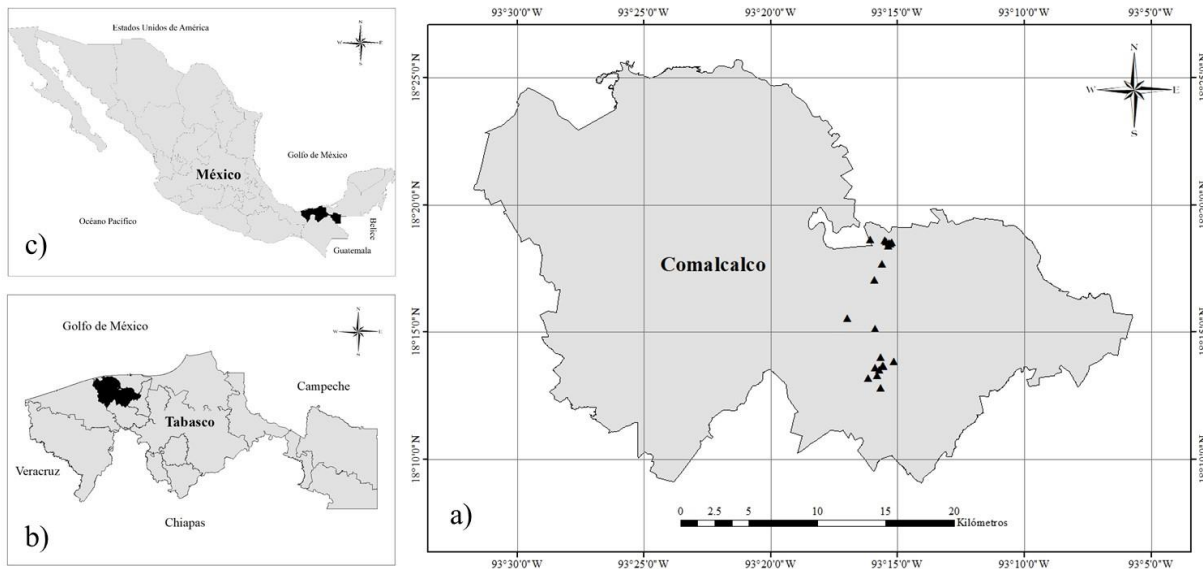 c)
Estados Unidos de América
N
W E
S
Golfo de México
México
Océano Pacífico
Belice
Guatemala
b)
Golfo de México
N
W E
S
Campeche
Tabasco
Veracruz
Chiapas
a)
93°30'0"W 93°25'0"W 93°20'0"W 93°15'0"W 93°10'0"W 93°5'0"W
18°25'0"N
18°20'0"N
18°15'0"N
18°10'0"N
N
W E
S
Comalcalco
0 2.5 5 10 15 20
Kilómetros
93°30'0"W 93°25'0"W 93°20'0"W 93°15'0"W 93°10'0"W 93°5'0"W